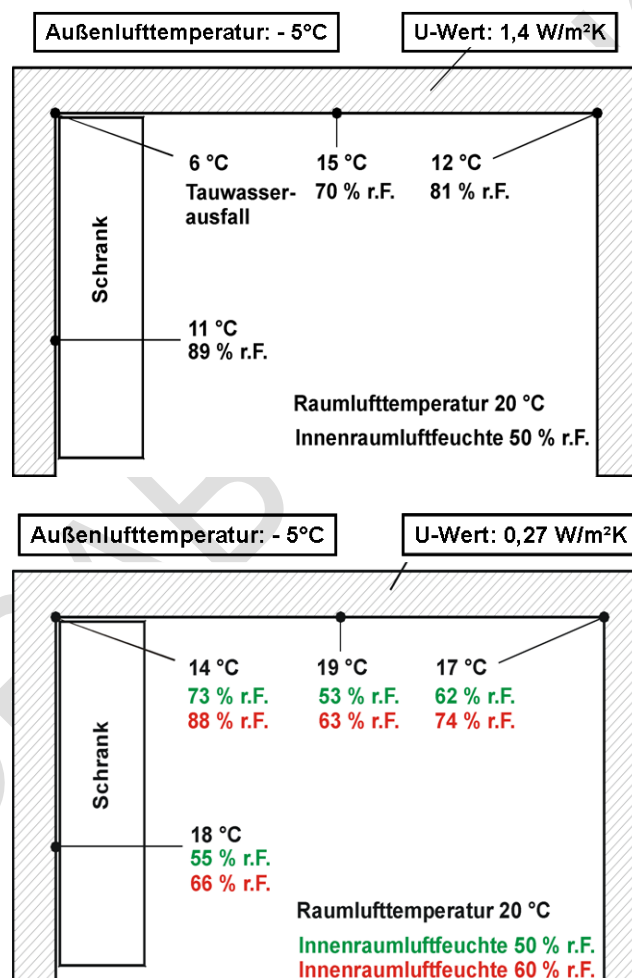 Außenlufttemperatur: - 5°C
U-Wert: 1,4 W/m²K
6 °C
Tauwasser-
ausfall
15 °C
70 % r.F.
12 °C
81 % r.F.
Schrank
11 °C
89 % r.F.
Raumlufttemperatur 20 °C
Innenraumluftfeuchte 50 % r.F.
Außenlufttemperatur: - 5°C
U-Wert: 0,27 W/m²K
14 °C
73 % r.F.
88 % r.F.
19 °C
53 % r.F.
63 % r.F.
17 °C
62 % r.F.
74 % r.F.
Schrank
18 °C
55 % r.F.
66 % r.F.
Raumlufttemperatur 20 °C
Innenraumluftfeuchte 50 % r.F.
Innenraumluftfeuchte 60 % r.F.